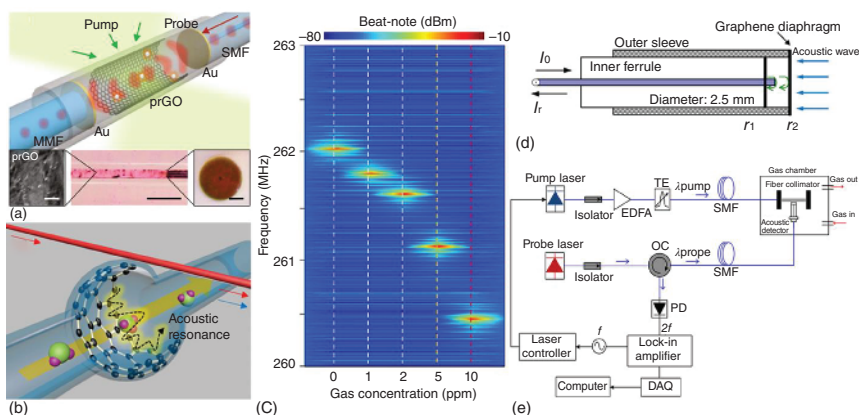 Pump
Probe
SMF
Au
Au
MMF
prGO
(a)
Acoustic
resonance
(b)
Beat-note (dBm)
−80
−10
263
262
261
260
Frequency (MHz)
0 1 2 5 10
Gas concentration (ppm)
(C)
Graphene diaphragm
Outer sleeve
Acoustic wave
I0
Inner ferrule
Ir
Diameter: 2.5 mm
r1
r2
(d)
Gas chamber
Pump laser
TE
λpump
Fiber collimator
Gas out
Isolator
EDFA
SMF
Acoustic
detector
Gas in
Probe laser
OC
λprope
Isolator
SMF
PD
f
2f
Laser
controller
Lock-in
amplifier
Computer
DAQ
(e)